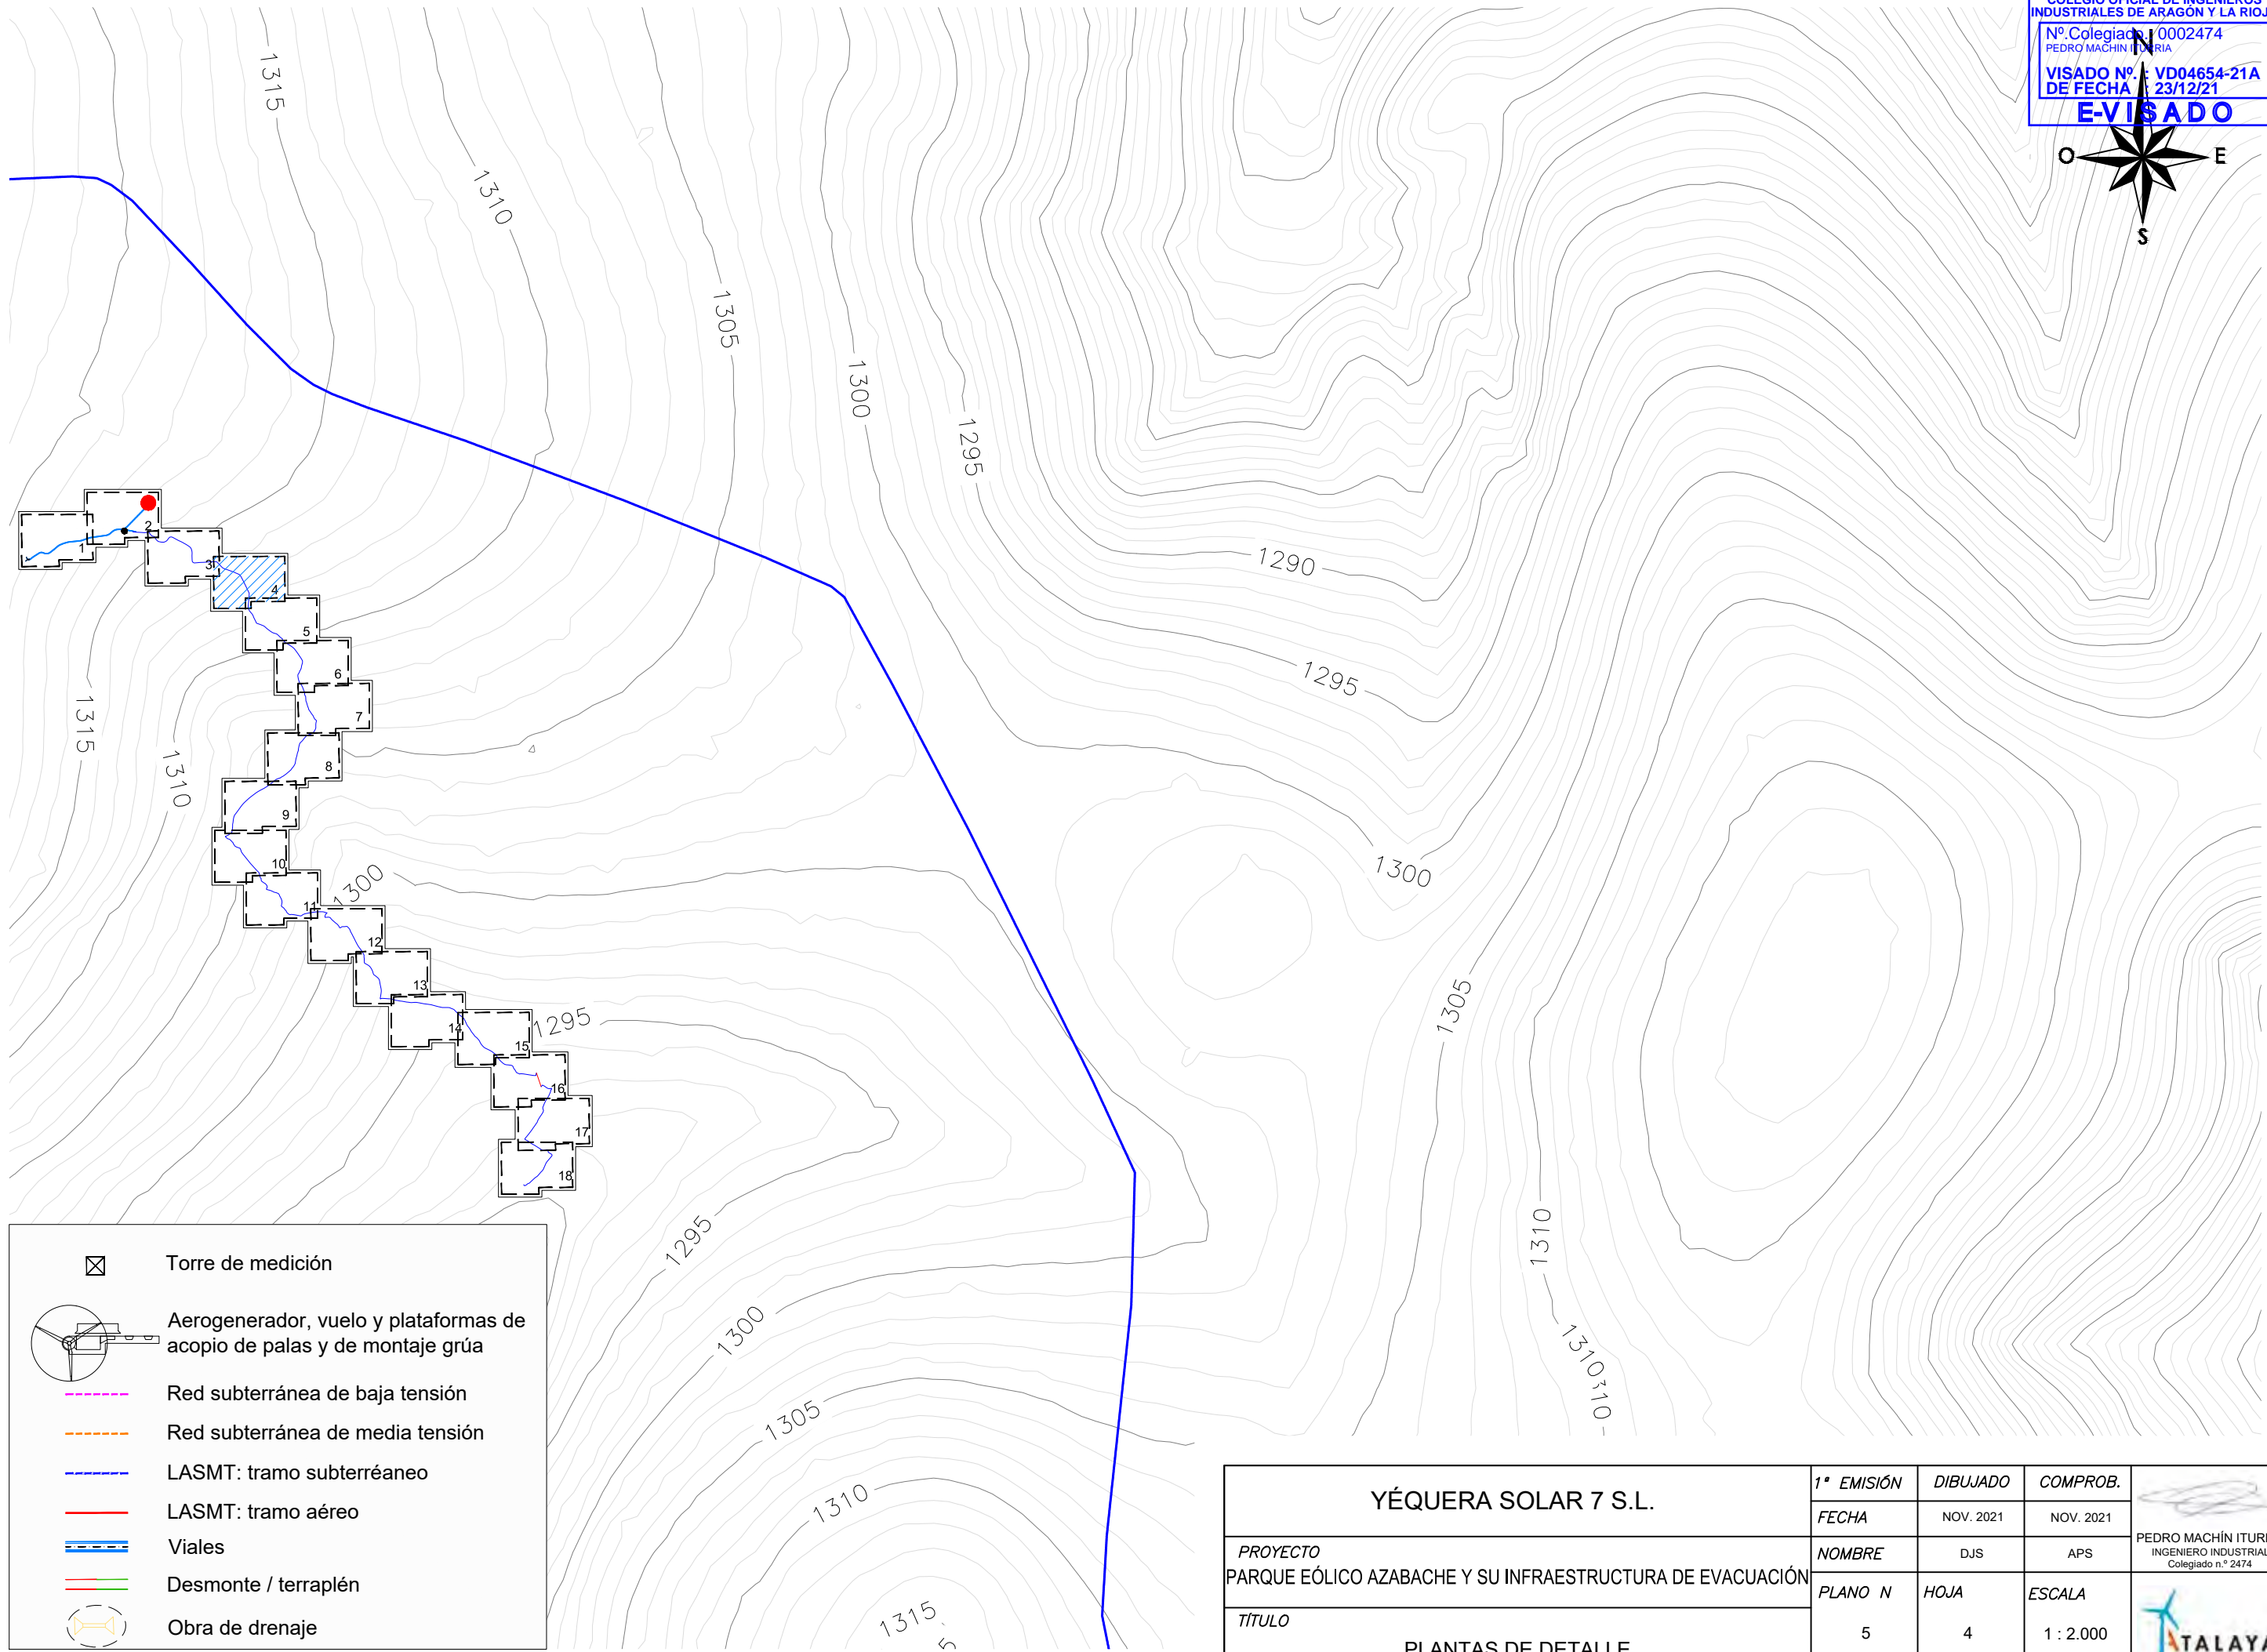 COLEGIO OFICIAL DE INGENIEROS
INDUSTRIALES DE ARAGÓN Y LA RIOJ
Nº.Colegiado.: 0002474
PEDRO MACHIN ITURRIA
VISADO Nº. : VD04654-21A
DE FECHA : 23/12/21
E-VISADO
N
O
E
S
1315
1310
1305
1300
1295
1290
1295
1300
1305
1310
1310
1310
1315
1310
1300
1295
1295
1300
1305
1310
1315
5
1
2
3
4
5
6
7
8
9
10
11
12
13
14
15
16
17
18
Torre de medición
Aerogenerador, vuelo y plataformas de
acopio de palas y de montaje grúa
Red subterránea de baja tensión
Red subterránea de media tensión
LASMT: tramo subterréaneo
LASMT: tramo aéreo
Viales
Desmonte / terraplén
Obra de drenaje
YÉQUERA SOLAR 7 S.L.
PROYECTO
PARQUE EÓLICO AZABACHE Y SU INFRAESTRUCTURA DE EVACUACIÓN
TÍTULO
PLANTAS DE DETALLE
1ª EMISIÓN DIBUJADO COMPROB.
FECHA NOV. 2021 NOV. 2021
NOMBRE DJS APS
PLANO N HOJA ESCALA
5 4 1 : 2.000
PEDRO MACHÍN ITUR
INGENIERO INDUSTRIAL
Colegiado n.º 2474
ATALAYA